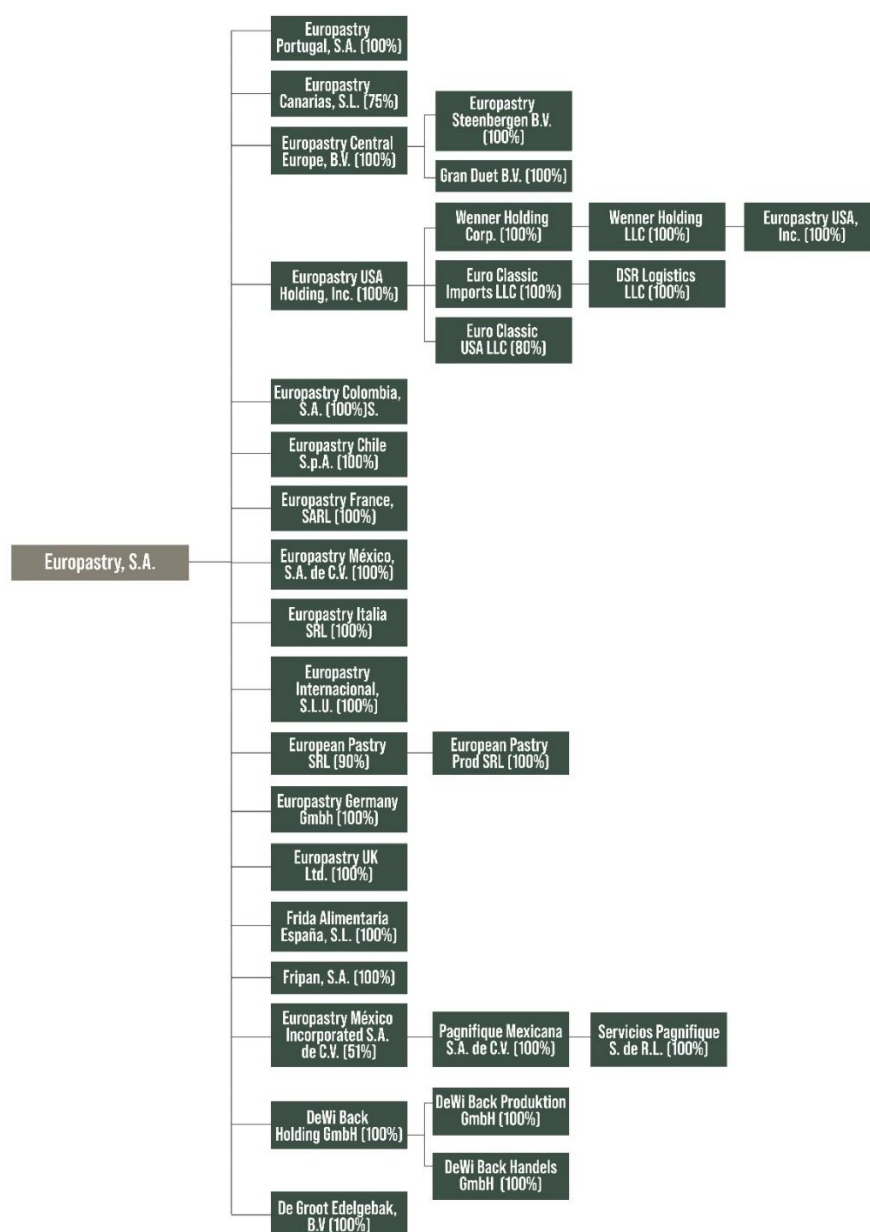 Europastry
Portugal, S.A. (100%)
Europastry
Canarias, S.L. (75%)
Europastry Central
Europe, B.V. (100%)
Europastry
Steenbergen B.V.
(100%)
Gran Duet B.V. (100%)
Europastry USA
Holding, Inc. (100%)
Wenner Holding
Corp. (100%)
Wenner Holding
LLC (100%)
Europastry USA,
Inc. (100%)
Euro Classic
Imports LLC (100%)
DSR Logistics
LLC (100%)
Euro Classic
USA LLC (80%)
Europastry Colombia,
S.A. (100%)S.
Europastry Chile
S.p.A. (100%)
Europastry France,
SARL (100%)
Europastry, S.A.
Europastry México,
S.A. de C.V. (100%)
Europastry Italia
SRL (100%)
Europastry
Internacional,
S.L.U. (100%)
European Pastry
SRL (90%)
European Pastry
Prod SRL (100%)
Europastry Germany
Gmbh (100%)
Europastry UK
Ltd. (100%)
Frida Alimentaria
España, S.L. (100%)
Fripan, S.A. (100%)
Europastry México
Incorporated S.A.
de C.V. (51%)
Pagnifique Mexicana
S.A. de C.V. (100%)
Servicios Pagnifique
S. de R.L. (100%)
DeWi Back
Holding GmbH (100%)
DeWi Back Produktion
GmbH (100%)
DeWi Back Handels
GmbH (100%)
De Groot Edelgebak,
B.V (100%)